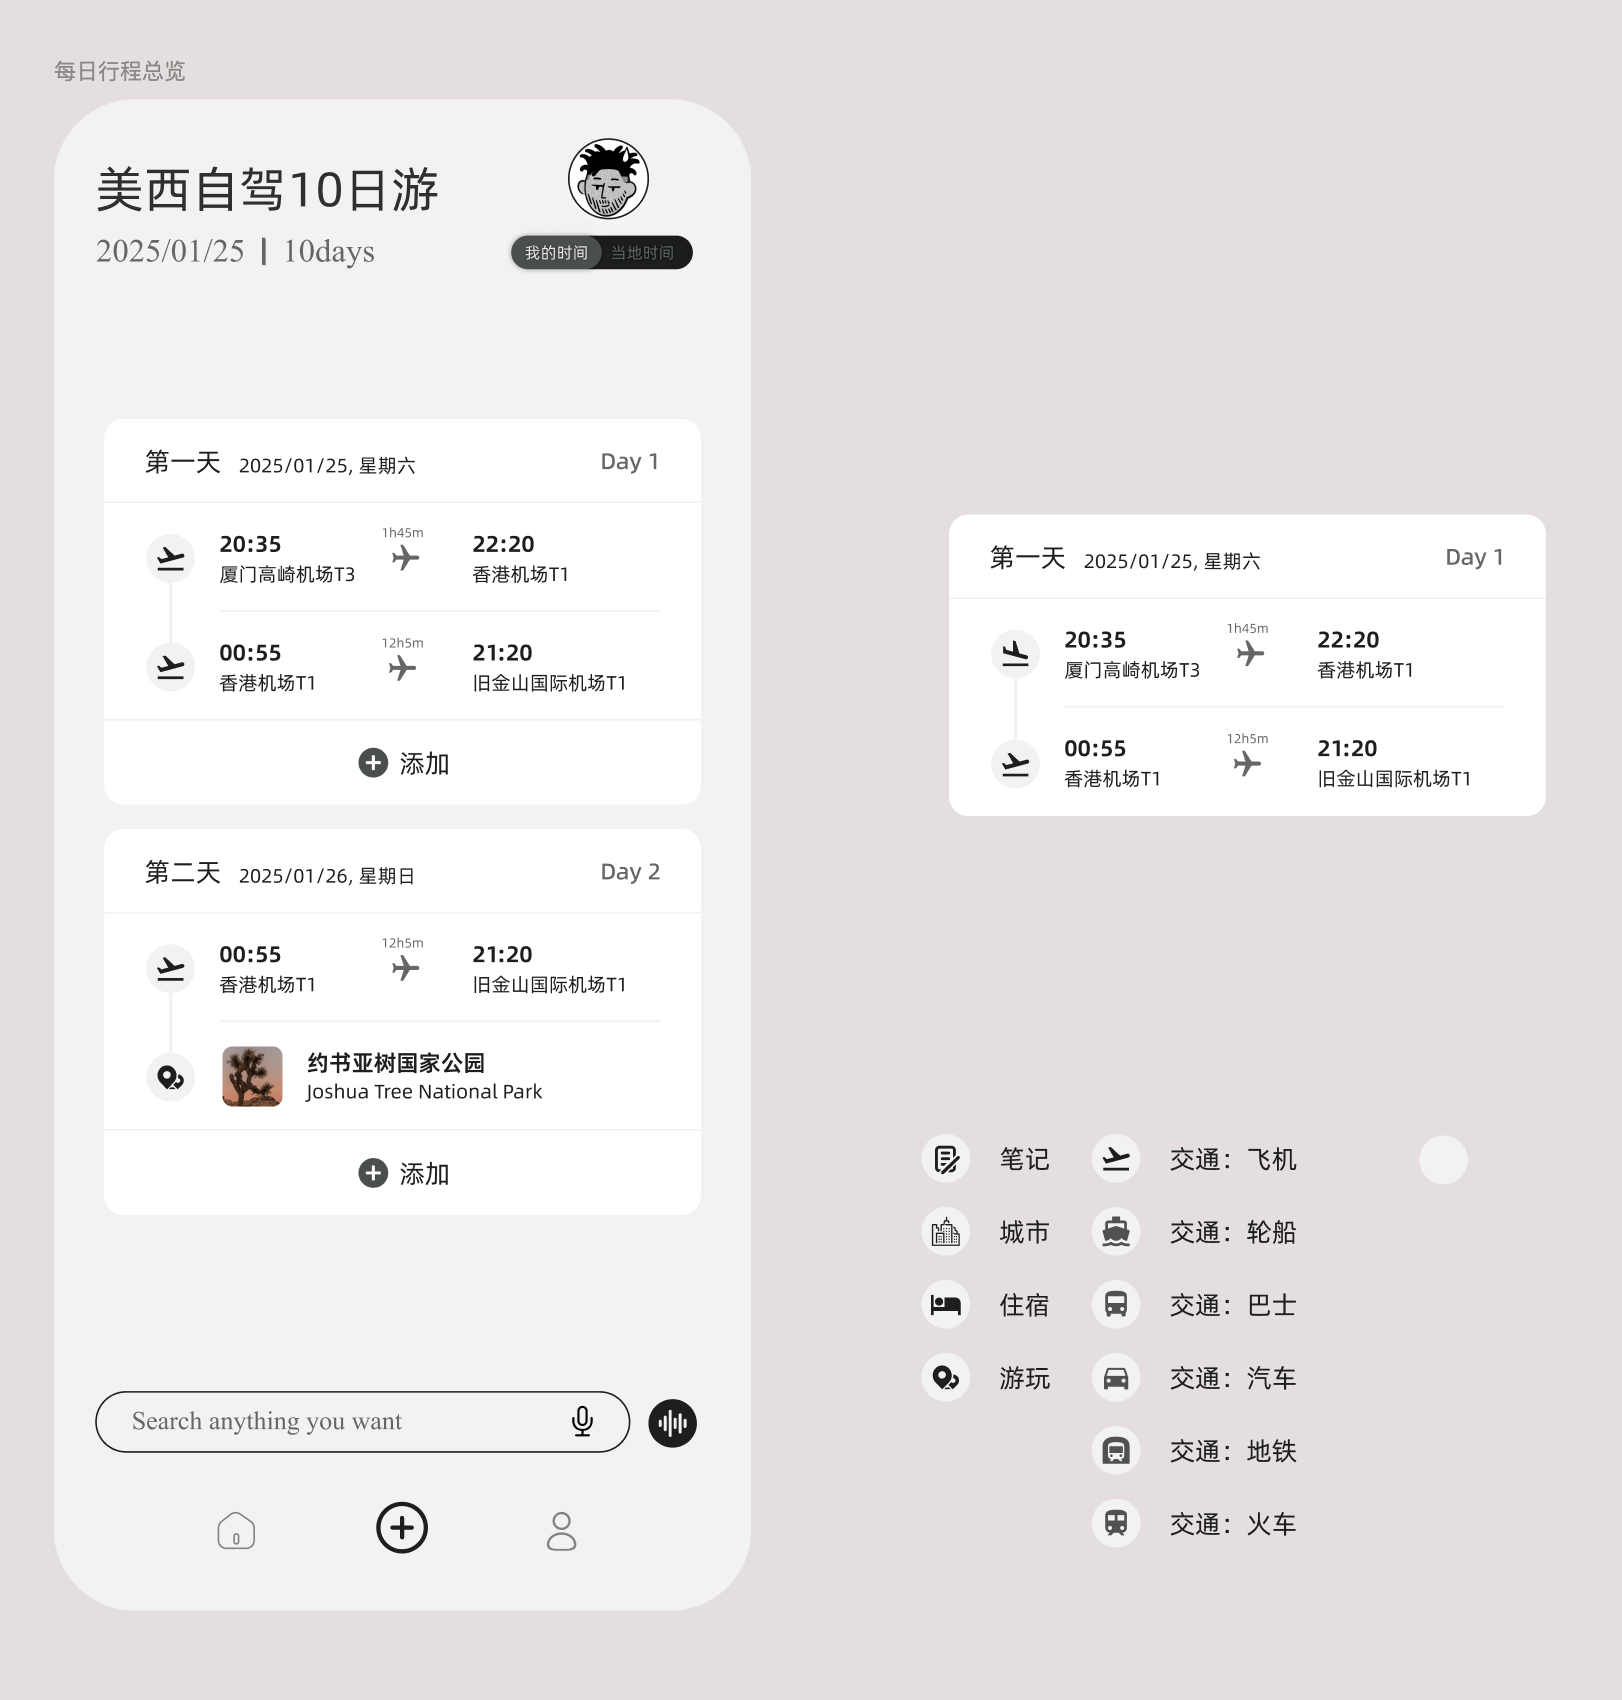 每日行程总览
美西自驾10日游
2025/01/25 | 10days
我的时间 当地时间
第一天 2025/01/25, 星期六 Day 1
1h45m
20:35 22:20
厦门高崎机场T3 香港机场T1
12h5m
00:55 21:20
香港机场T1 旧金山国际机场T1
添加
第二天 2025/01/26, 星期日 Day 2
12h5m
00:55 21:20
香港机场T1 旧金山国际机场T1
约书亚树国家公园
Joshua Tree National Park
添加
Search anything you want
第一天 2025/01/25, 星期六 Day 1
1h45m
20:35 22:20
厦门高崎机场T3 香港机场T1
12h5m
00:55 21:20
香港机场T1 旧金山国际机场T1
笔记 交通：飞机
城市 交通：轮船
住宿 交通：巴士
游玩 交通：汽车
交通：地铁
交通：火车